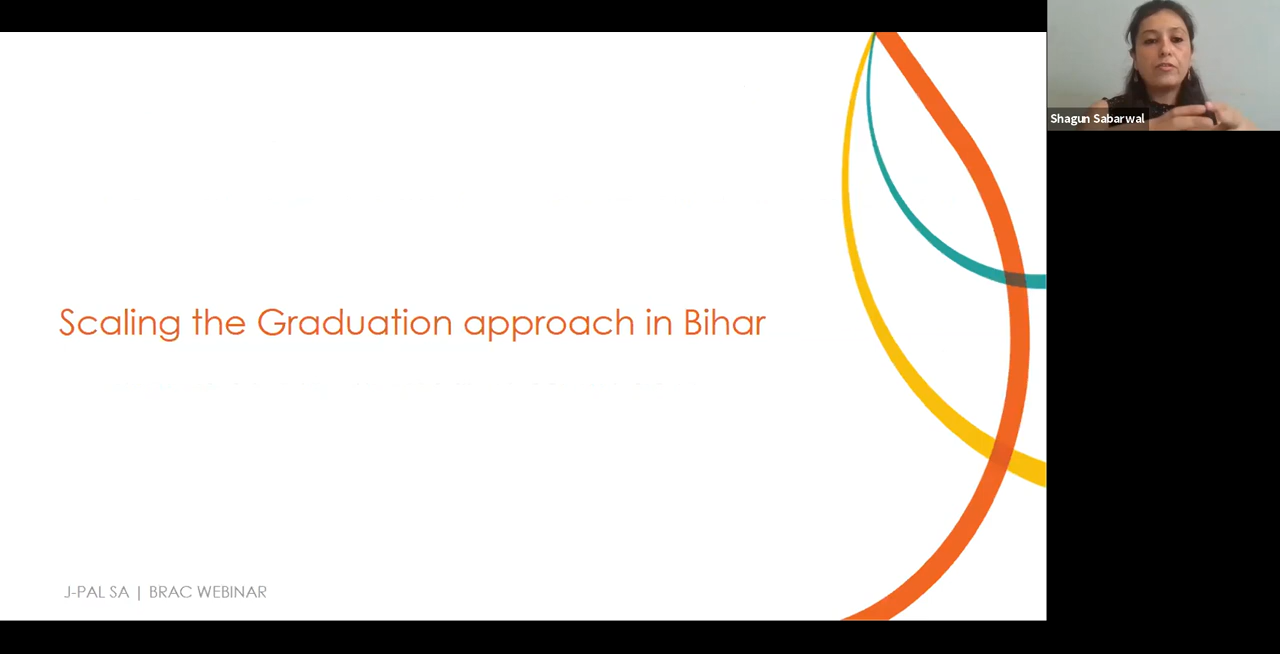 Shagun Sabarwal
Scaling the Graduation approach in Bihar
J-PAL SA | BRAC WEBINAR